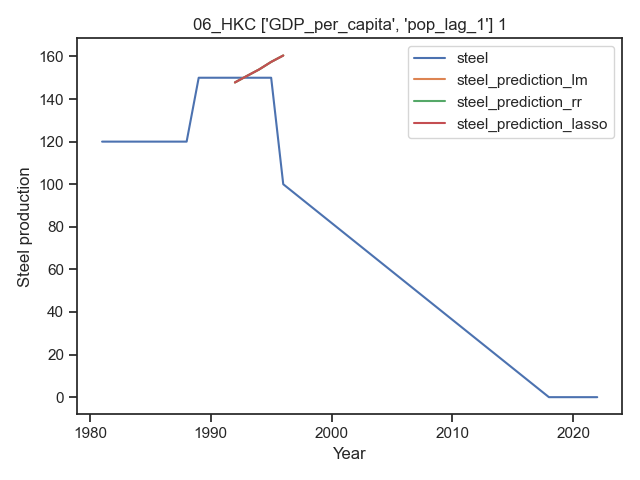 06_HKC ['GDP_per_capita', 'pop_lag_1'] 1
steel
steel_prediction_lm
steel_prediction_rr
steel_prediction_lasso
160
140
120
100
80
60
40
20
0
Steel production
1980 1990 2000 2010 2020
Year